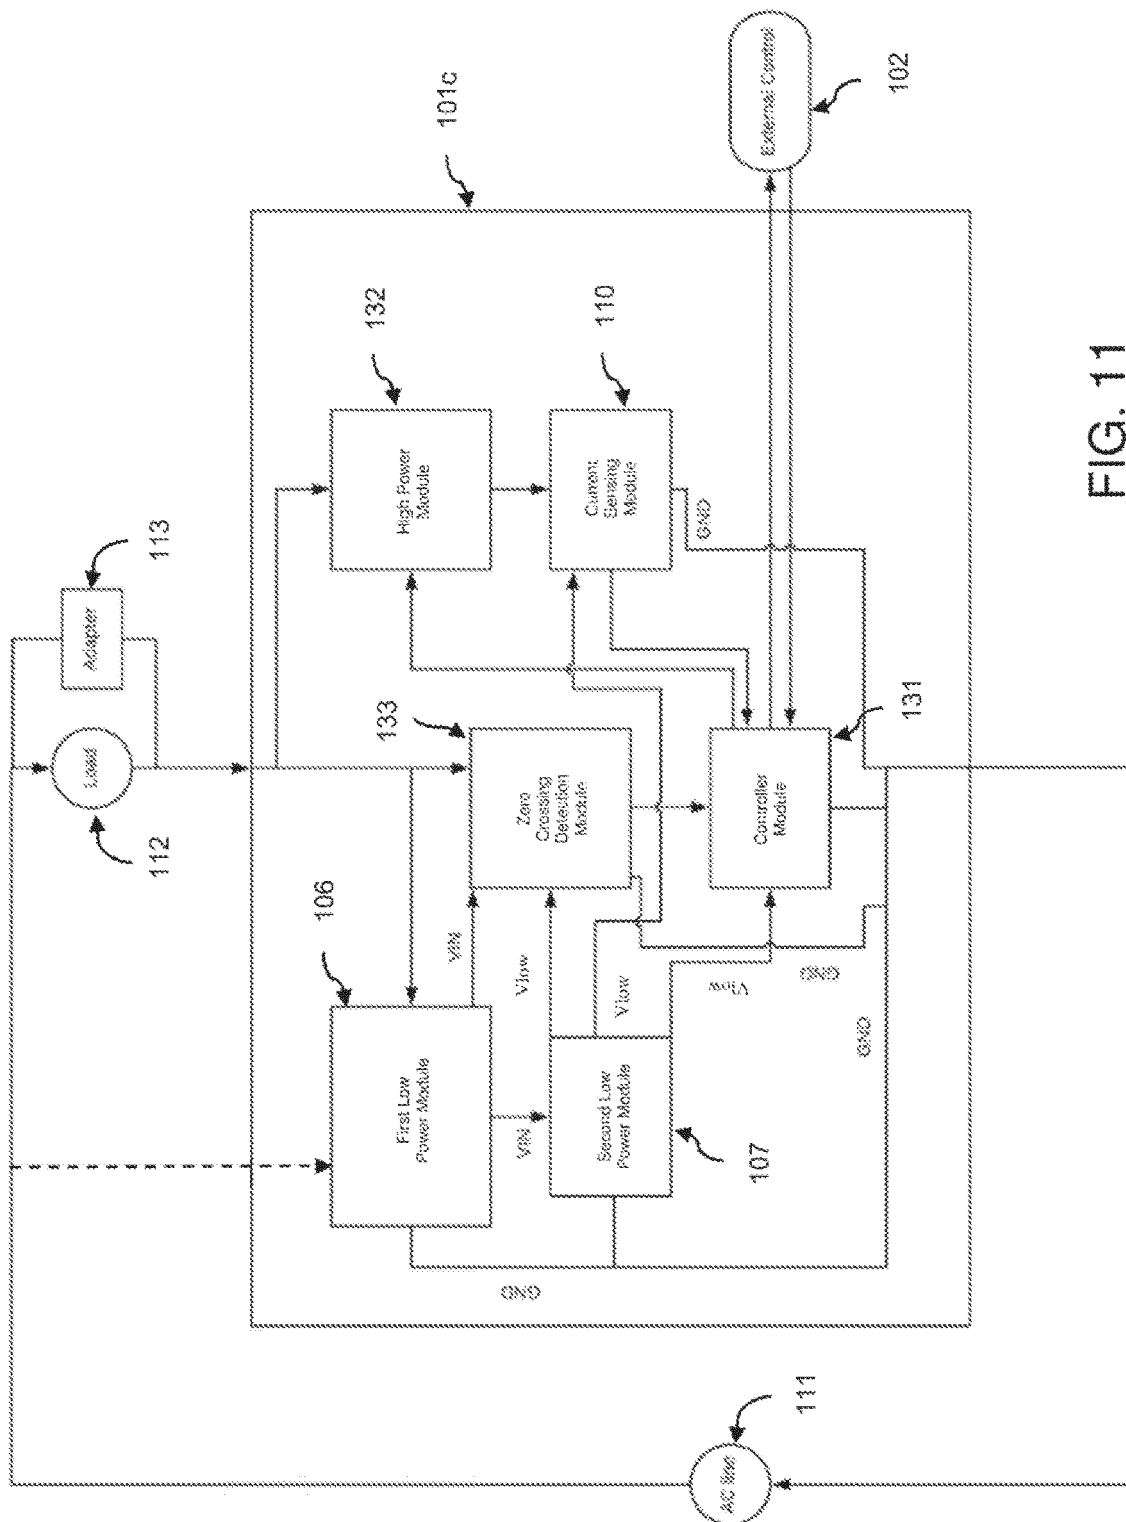 111
AC line
112
Load
113
Adapter
101c
106
First Low
Power Module
GND
VIN
VIN
133
Zero
Crossing
Detection
Module
132
High Power
Module
107
Second Low
Power Module
Vlow
Vlow
Vlow
110
Current
Sensing
Module
GND
131
Controller
Module
GND
GND
102
External Control
FIG. 11